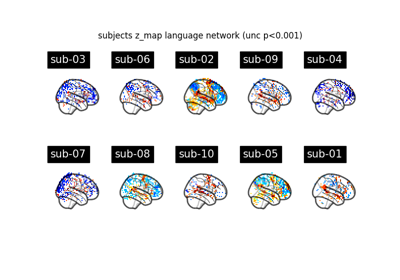 subjects z_map language network (unc p<0.001)
sub-03 sub-06 sub-02 sub-09 sub-04
sub-07 sub-08 sub-10 sub-05 sub-01